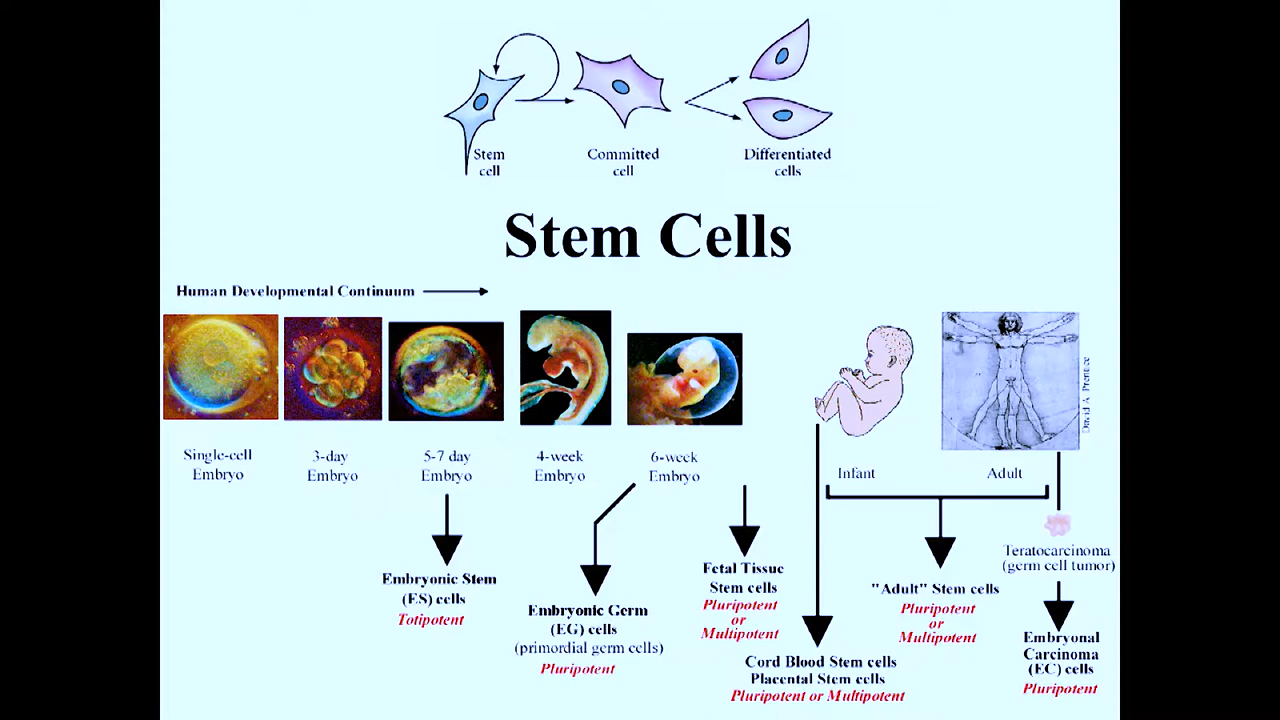 Stem
cell
Committed
cell
Differentiated
cells
Stem Cells
Human Developmental Continuum
Single-cell
Embryo
3-day
Embryo
5-7 day
Embryo
4-week
Embryo
6-week
Embryo
Infant
Adult
David A. Prentice
Embryonic Stem
(ES) cells
Totipotent
Embryonic Germ
(EG) cells
(primordial germ cells)
Pluripotent
Fetal Tissue
Stem cells
Pluripotent
or
Multipotent
Cord Blood Stem cells
Placental Stem cells
Pluripotent or Multipotent
"Adult" Stem cells
Pluripotent
or
Multipotent
Teratocarcinoma
(germ cell tumor)
Embryonal
Carcinoma
(EC) cells
Pluripotent